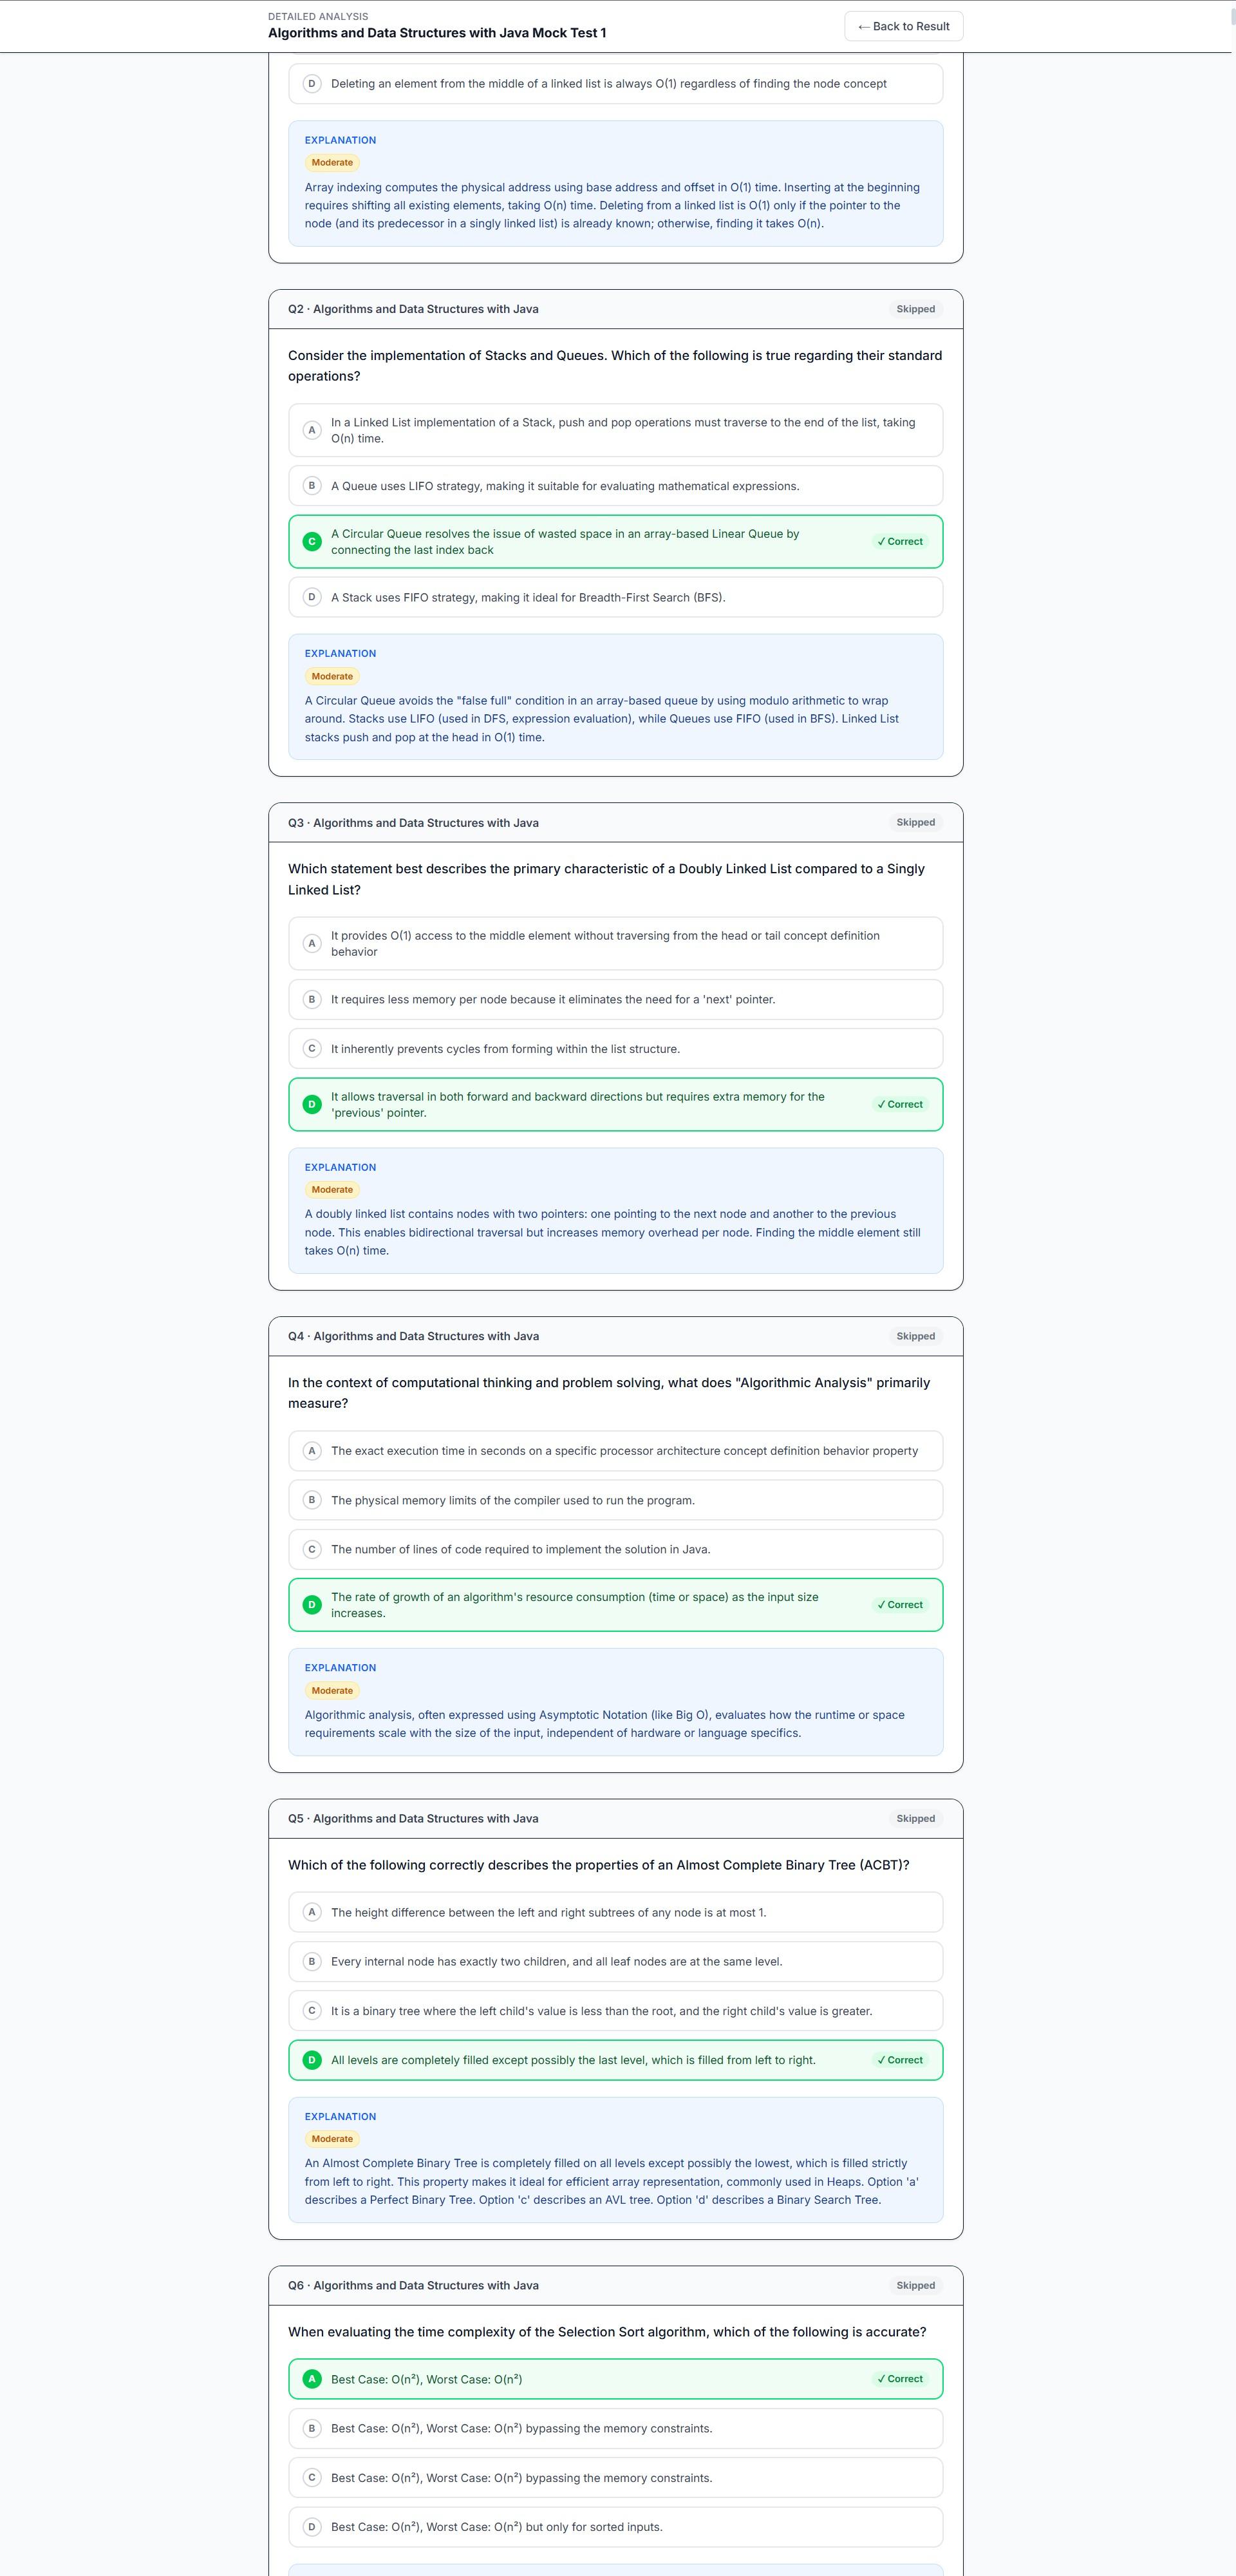 DETAILED ANALYSIS
Algorithms and Data Structures with Java Mock Test 1
← Back to Result
D Deleting an element from the middle of a linked list is always O(1) regardless of finding the node concept
EXPLANATION
Moderate
Array indexing computes the physical address using base address and offset in O(1) time. Inserting at the beginning
requires shifting all existing elements, taking O(n) time. Deleting from a linked list is O(1) only if the pointer to the
node (and its predecessor in a singly linked list) is already known; otherwise, finding it takes O(n).
Q2 · Algorithms and Data Structures with Java
Skipped
Consider the implementation of Stacks and Queues. Which of the following is true regarding their standard
operations?
A In a Linked List implementation of a Stack, push and pop operations must traverse to the end of the list, taking
O(n) time.
B A Queue uses LIFO strategy, making it suitable for evaluating mathematical expressions.
C A Circular Queue resolves the issue of wasted space in an array-based Linear Queue by
connecting the last index back
✓ Correct
D A Stack uses FIFO strategy, making it ideal for Breadth-First Search (BFS).
EXPLANATION
Moderate
A Circular Queue avoids the "false full" condition in an array-based queue by using modulo arithmetic to wrap
around. Stacks use LIFO (used in DFS, expression evaluation), while Queues use FIFO (used in BFS). Linked List
stacks push and pop at the head in O(1) time.
Q3 · Algorithms and Data Structures with Java
Skipped
Which statement best describes the primary characteristic of a Doubly Linked List compared to a Singly
Linked List?
A It provides O(1) access to the middle element without traversing from the head or tail concept definition
behavior
B It requires less memory per node because it eliminates the need for a 'next' pointer.
C It inherently prevents cycles from forming within the list structure.
D It allows traversal in both forward and backward directions but requires extra memory for the
'previous' pointer.
✓ Correct
EXPLANATION
Moderate
A doubly linked list contains nodes with two pointers: one pointing to the next node and another to the previous
node. This enables bidirectional traversal but increases memory overhead per node. Finding the middle element still
takes O(n) time.
Q4 · Algorithms and Data Structures with Java
Skipped
In the context of computational thinking and problem solving, what does "Algorithmic Analysis" primarily
measure?
A The exact execution time in seconds on a specific processor architecture concept definition behavior property
B The physical memory limits of the compiler used to run the program.
C The number of lines of code required to implement the solution in Java.
D The rate of growth of an algorithm's resource consumption (time or space) as the input size
increases.
✓ Correct
EXPLANATION
Moderate
Algorithmic analysis, often expressed using Asymptotic Notation (like Big O), evaluates how the runtime or space
requirements scale with the size of the input, independent of hardware or language specifics.
Q5 · Algorithms and Data Structures with Java
Skipped
Which of the following correctly describes the properties of an Almost Complete Binary Tree (ACBT)?
A The height difference between the left and right subtrees of any node is at most 1.
B Every internal node has exactly two children, and all leaf nodes are at the same level.
C It is a binary tree where the left child's value is less than the root, and the right child's value is greater.
D All levels are completely filled except possibly the last level, which is filled from left to right.
✓ Correct
EXPLANATION
Moderate
An Almost Complete Binary Tree is completely filled on all levels except possibly the lowest, which is filled strictly
from left to right. This property makes it ideal for efficient array representation, commonly used in Heaps. Option 'a'
describes a Perfect Binary Tree. Option 'c' describes an AVL tree. Option 'd' describes a Binary Search Tree.
Q6 · Algorithms and Data Structures with Java
Skipped
When evaluating the time complexity of the Selection Sort algorithm, which of the following is accurate?
A Best Case: O(n²), Worst Case: O(n²)
✓ Correct
B Best Case: O(n²), Worst Case: O(n²) bypassing the memory constraints.
C Best Case: O(n²), Worst Case: O(n²) bypassing the memory constraints.
D Best Case: O(n²), Worst Case: O(n²) but only for sorted inputs.